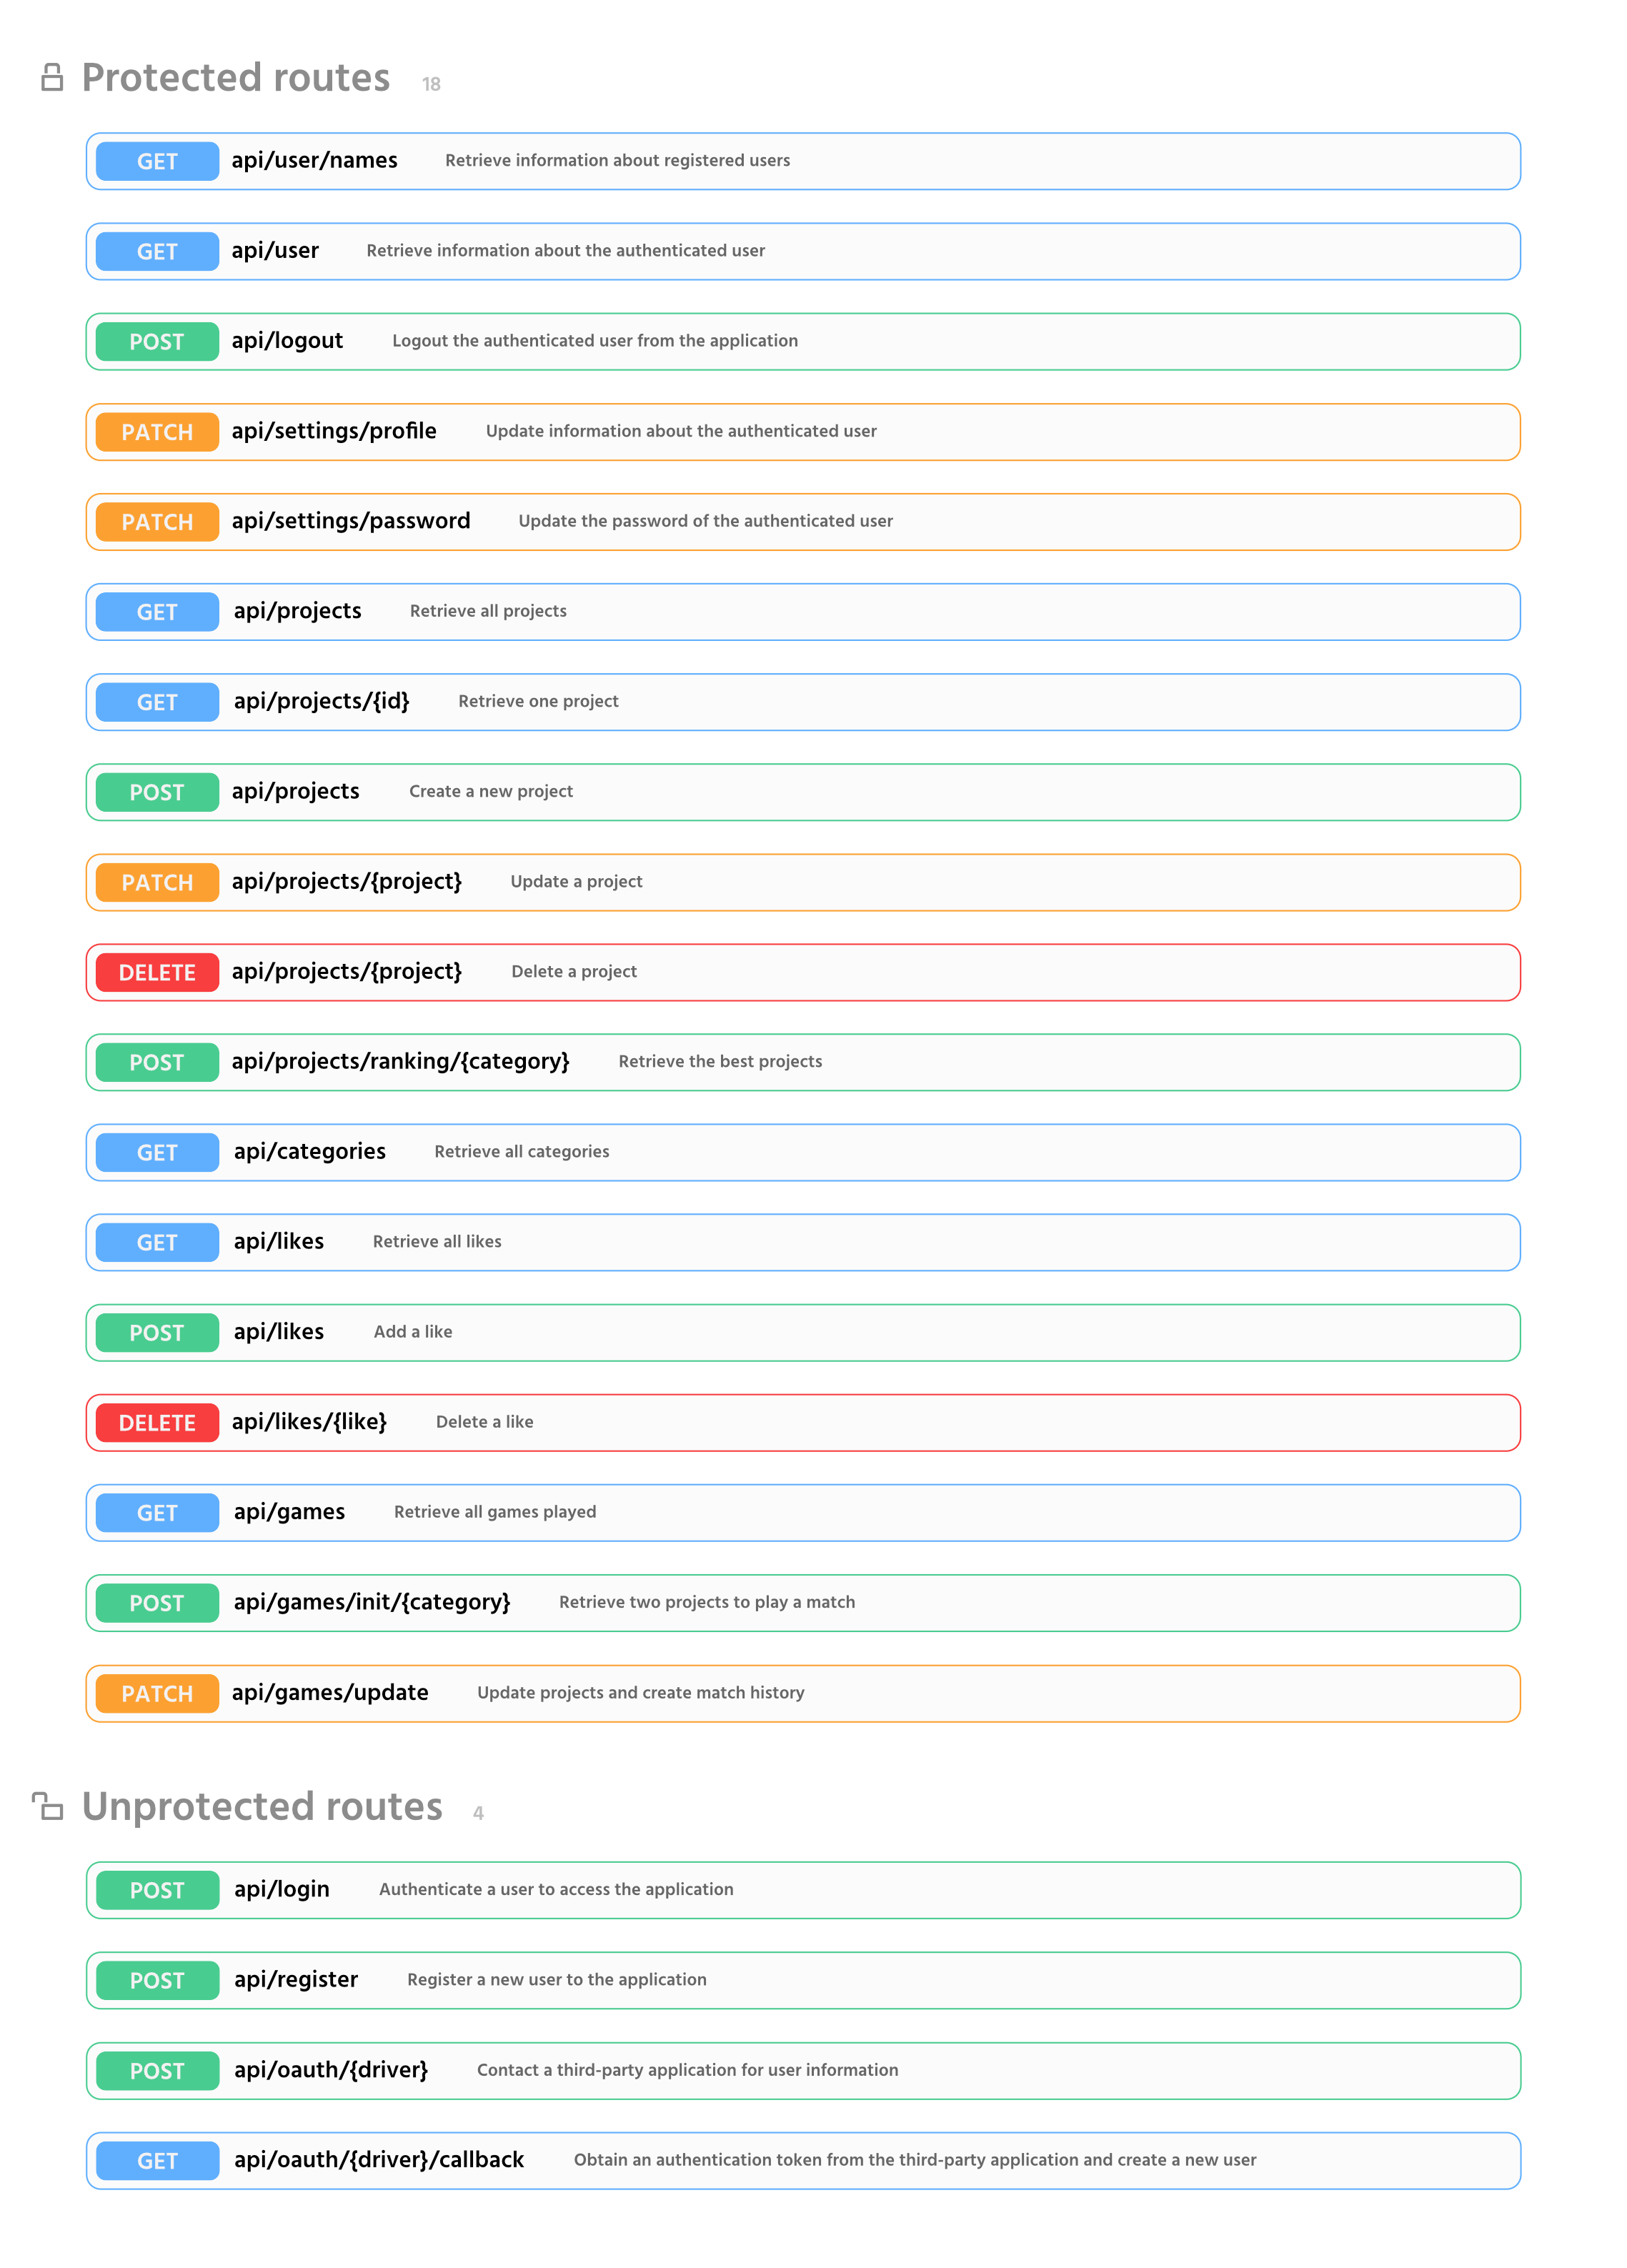 Protected routes 18
GET api/user/names Retrieve information about registered users
GET api/user Retrieve information about the authenticated user
POST api/logout Logout the authenticated user from the application
PATCH api/settings/profile Update information about the authenticated user
PATCH api/settings/password Update the password of the authenticated user
GET api/projects Retrieve all projects
GET api/projects/{id} Retrieve one project
POST api/projects Create a new project
PATCH api/projects/{project} Update a project
DELETE api/projects/{project} Delete a project
POST api/projects/ranking/{category} Retrieve the best projects
GET api/categories Retrieve all categories
GET api/likes Retrieve all likes
POST api/likes Add a like
DELETE api/likes/{like} Delete a like
GET api/games Retrieve all games played
POST api/games/init/{category} Retrieve two projects to play a match
PATCH api/games/update Update projects and create match history
Unprotected routes 4
POST api/login Authenticate a user to access the application
POST api/register Register a new user to the application
POST api/oauth/{driver} Contact a third-party application for user information
GET api/oauth/{driver}/callback Obtain an authentication token from the third-party application and create a new user